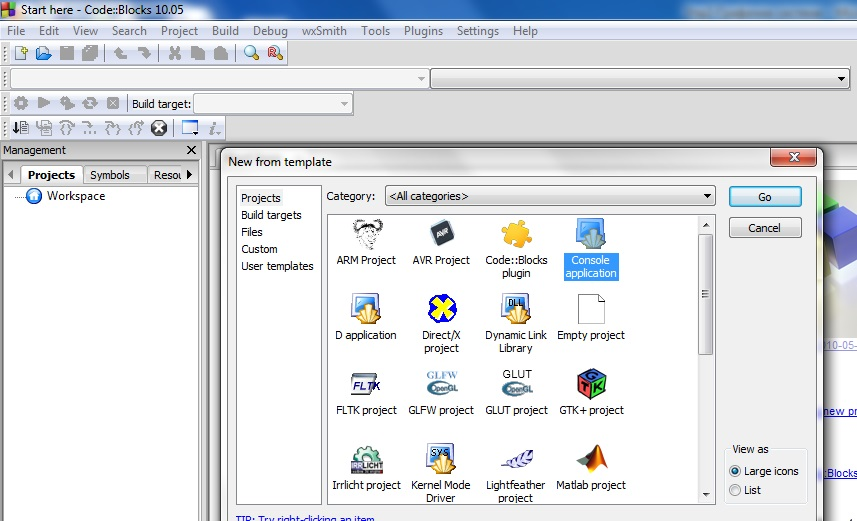 Start here - Code::Blocks 10.05
File Edit View Search Project Build Debug wxSmith Tools Plugins Settings Help
Build target:
Management
Projects Symbols Resou
Workspace
New from template
Projects
Build targets
Files
Custom
User templates
Category: <All categories>
Go
Cancel
ARM Project AVR Project Code::Blocks plugin Console application
D application Direct/X project Dynamic Link Library Empty project
FLTK project GLFW project GLUT project GTK+ project
Irrlicht project Kernel Mode Driver Lightfeather project Matlab project
AVR
DLL
FLTK
GLFW
OpenGL
GLUT
OpenGL
GTK
IRRLICHT
SYS
View as
Large icons
List
TIP: Try right-clicking an item
10-05-
new pr
:Blocks